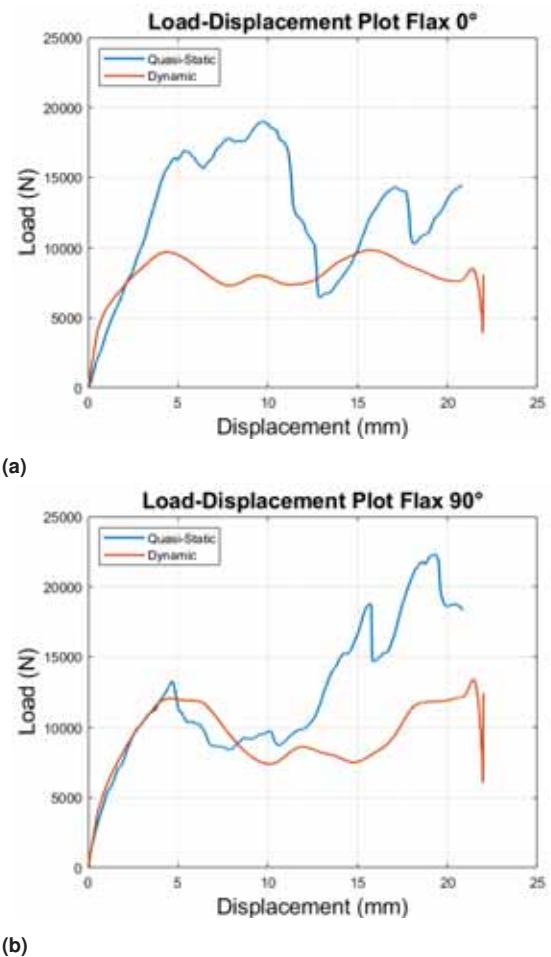 Load-Displacement Plot Flax 0°
25000
20000
15000
10000
5000
0
Load (N)
Quasi-Static
Dynamic
0 5 10 15 20 25
Displacement (mm)
(a)
Load-Displacement Plot Flax 90°
25000
20000
15000
10000
5000
0
Load (N)
Quasi-Static
Dynamic
0 5 10 15 20 25
Displacement (mm)
(b)